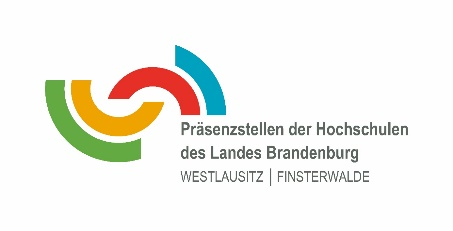 Präsenzstellen der Hochschulen
des Landes Brandenburg
WESTLAUSITZ | FINSTERWALDE